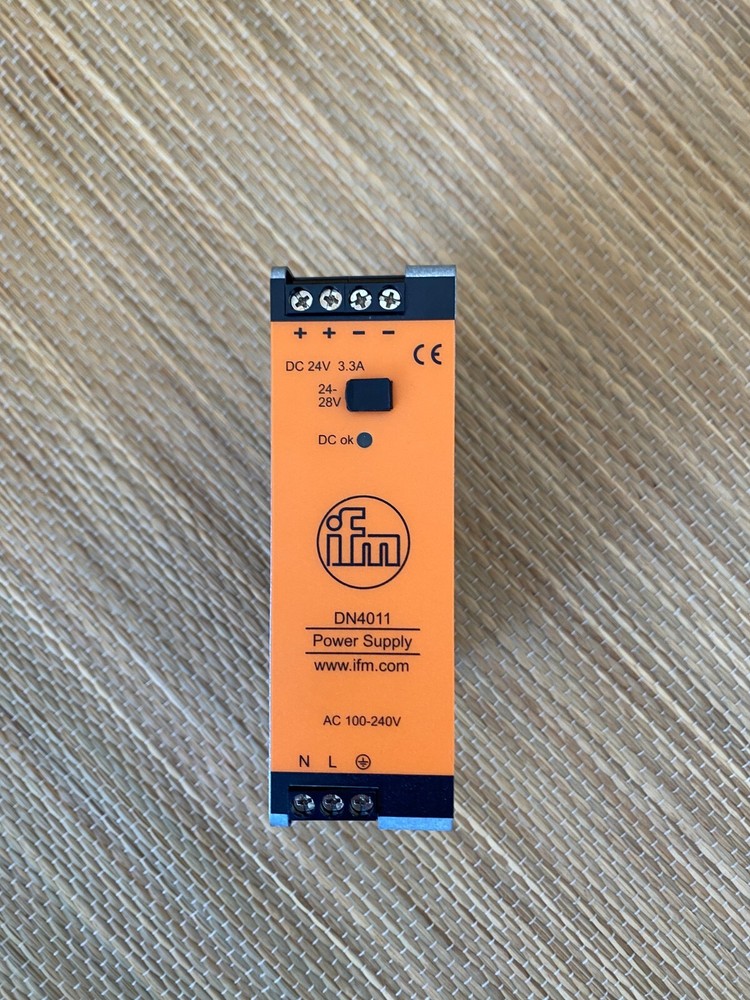 + + − −
CE
DC 24V 3.3A
24-
28V
DC ok
ifm
DN4011
Power Supply
www.ifm.com
AC 100-240V
N L